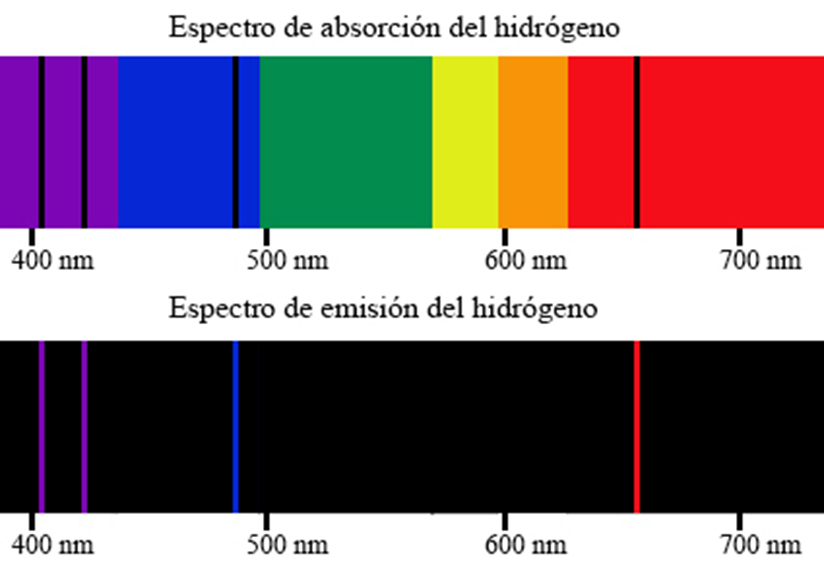 Espectro de absorción del hidrógeno
400 nm 500 nm 600 nm 700 nm
Espectro de emisión del hidrógeno
400 nm 500 nm 600 nm 700 nm